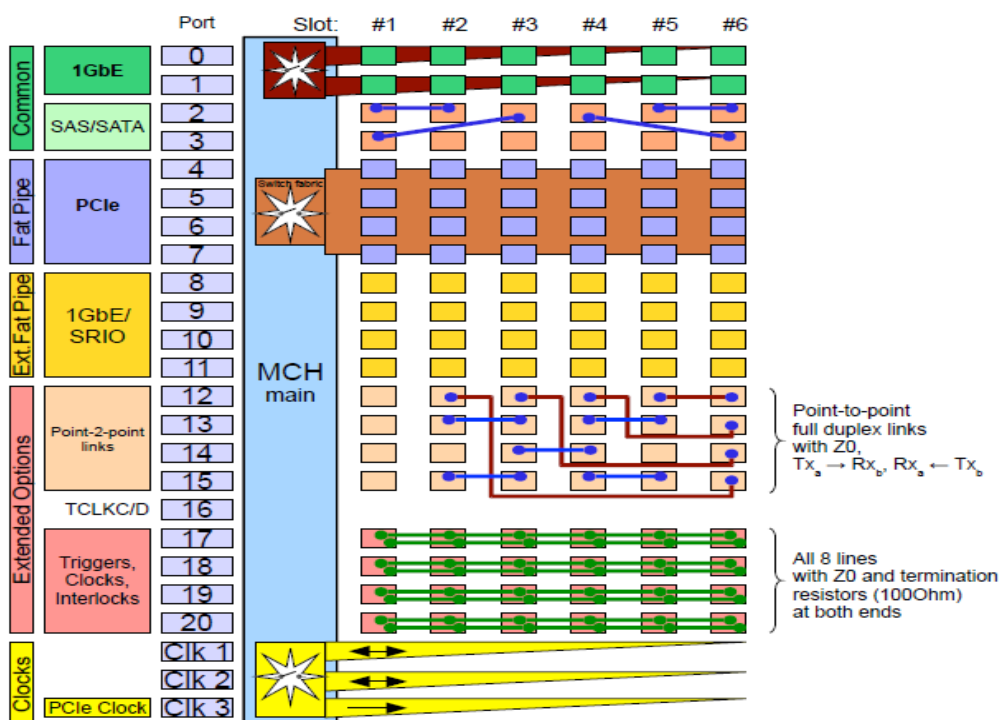 Port
Slot:
#1
#2
#3
#4
#5
#6
Common
1GbE
0
1
SAS/SATA
2
3
Fat Pipe
PCIe
4
5
6
7
Switch fabric
Ext.Fat Pipe
1GbE/
SRIO
8
9
10
11
MCH
main
Extended Options
Point-2-point
links
12
13
14
15
Point-to-point
full duplex links
with Z0,
Txa → Rxb, Rxa ← Txb
TCLKC/D
16
Triggers,
Clocks,
Interlocks
17
18
19
20
All 8 lines
with Z0 and termination
resistors (100Ohm)
at both ends
Clocks
Clk 1
Clk 2
PCIe Clock
Clk 3